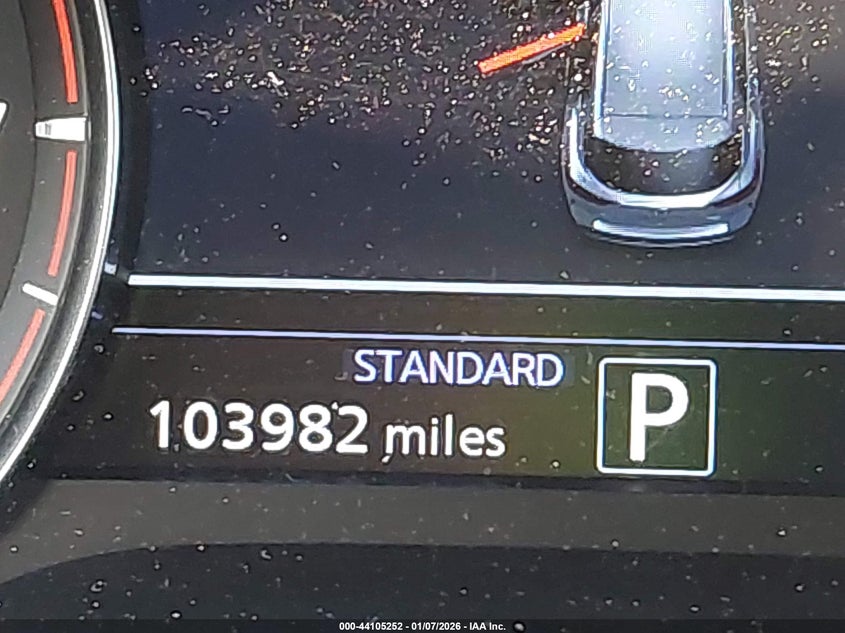 STANDARD
P
103982 miles
000-44105252 - 01/07/2026 - IAA Inc.